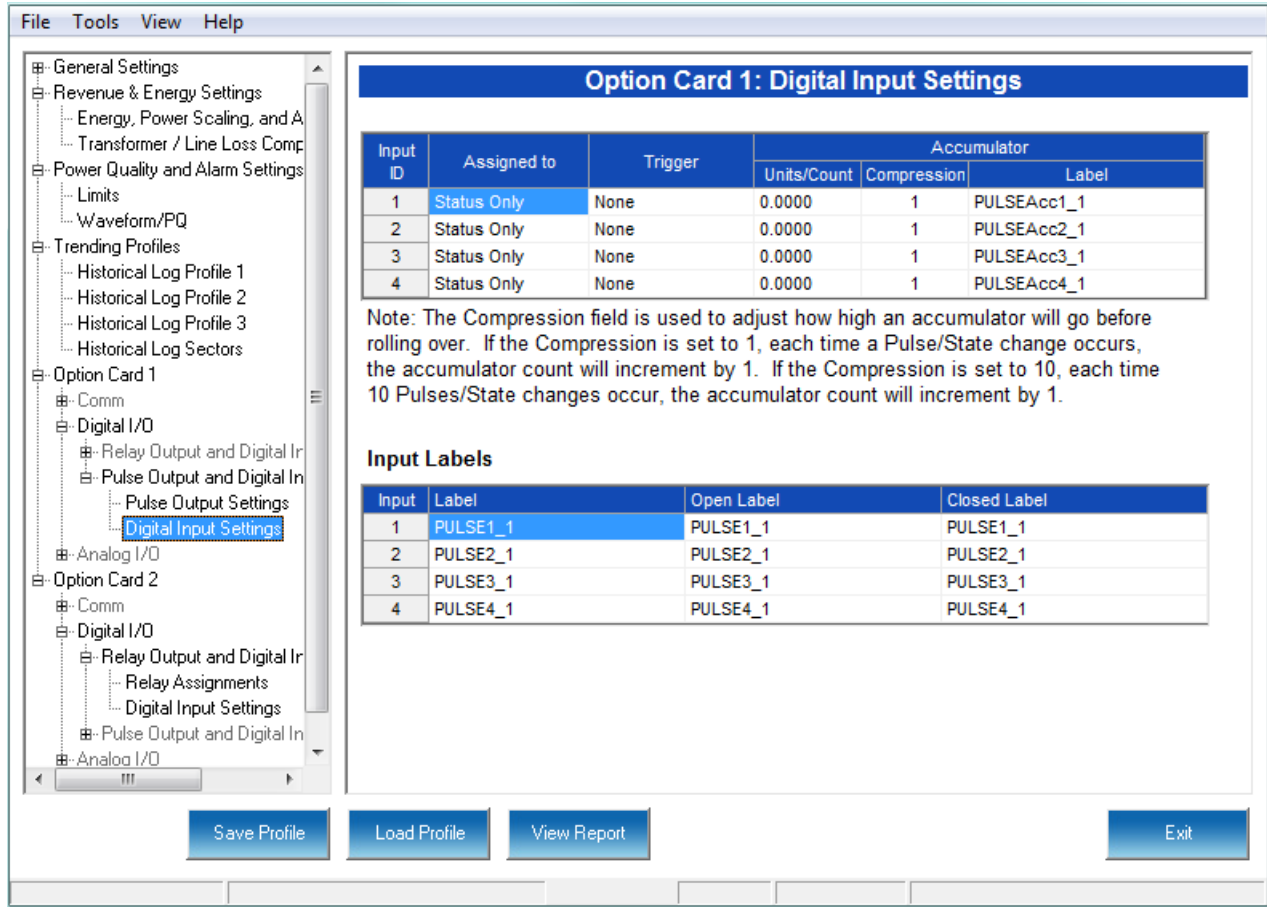 File Tools View Help
General Settings
Revenue & Energy Settings
Energy, Power Scaling, and A
Transformer / Line Loss Comp
Power Quality and Alarm Settings
Limits
Waveform/PQ
Trending Profiles
Historical Log Profile 1
Historical Log Profile 2
Historical Log Profile 3
Historical Log Sectors
Option Card 1
Comm
Digital I/O
Relay Output and Digital Ir
Pulse Output and Digital In
Pulse Output Settings
Digital Input Settings
Analog I/O
Option Card 2
Comm
Digital I/O
Relay Output and Digital Ir
Relay Assignments
Digital Input Settings
Pulse Output and Digital In
Analog I/O
Option Card 1: Digital Input Settings
Input ID Assigned to Trigger Accumulator
Units/Count Compression Label
1 Status Only None 0.0000 1 PULSEAcc1_1
2 Status Only None 0.0000 1 PULSEAcc2_1
3 Status Only None 0.0000 1 PULSEAcc3_1
4 Status Only None 0.0000 1 PULSEAcc4_1
Note: The Compression field is used to adjust how high an accumulator will go before
rolling over. If the Compression is set to 1, each time a Pulse/State change occurs,
the accumulator count will increment by 1. If the Compression is set to 10, each time
10 Pulses/State changes occur, the accumulator count will increment by 1.
Input Labels
Input Label Open Label Closed Label
1 PULSE1_1 PULSE1_1 PULSE1_1
2 PULSE2_1 PULSE2_1 PULSE2_1
3 PULSE3_1 PULSE3_1 PULSE3_1
4 PULSE4_1 PULSE4_1 PULSE4_1
Save Profile Load Profile View Report Exit